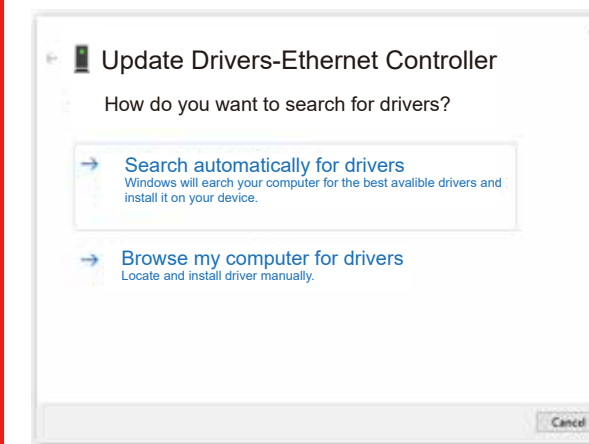 Update Drivers-Ethernet Controller
How do you want to search for drivers?
Search automatically for drivers
Windows will earch your computer for the best avalible drivers and
install it on your device.
Browse my computer for drivers
Locate and install driver manually.
Cancel